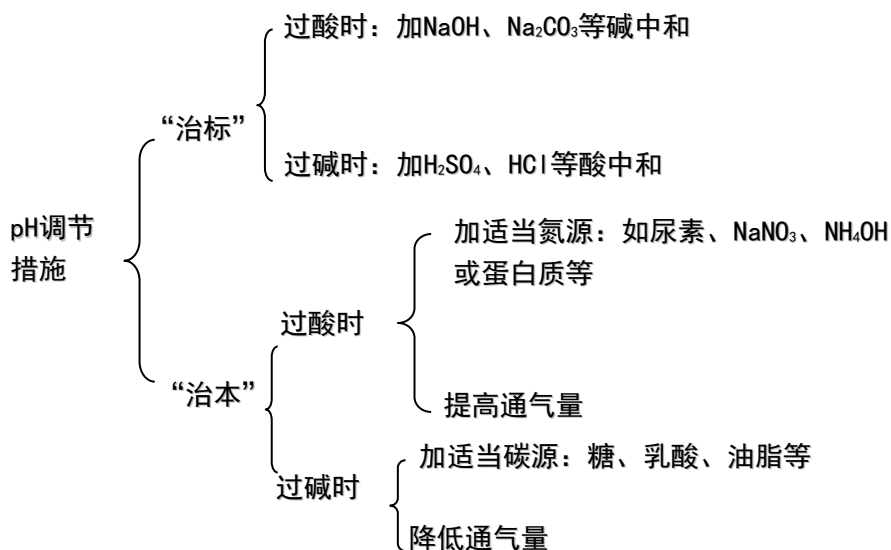 过酸时：加NaOH、Na₂CO₃等碱中和
“治标”
过碱时：加H₂SO₄、HCl等酸中和
pH调节
措施
加适当氮源：如尿素、NaNO₃、NH₄OH
或蛋白质等
过酸时
“治本”
提高通气量
加适当碳源：糖、乳酸、油脂等
过碱时
降低通气量